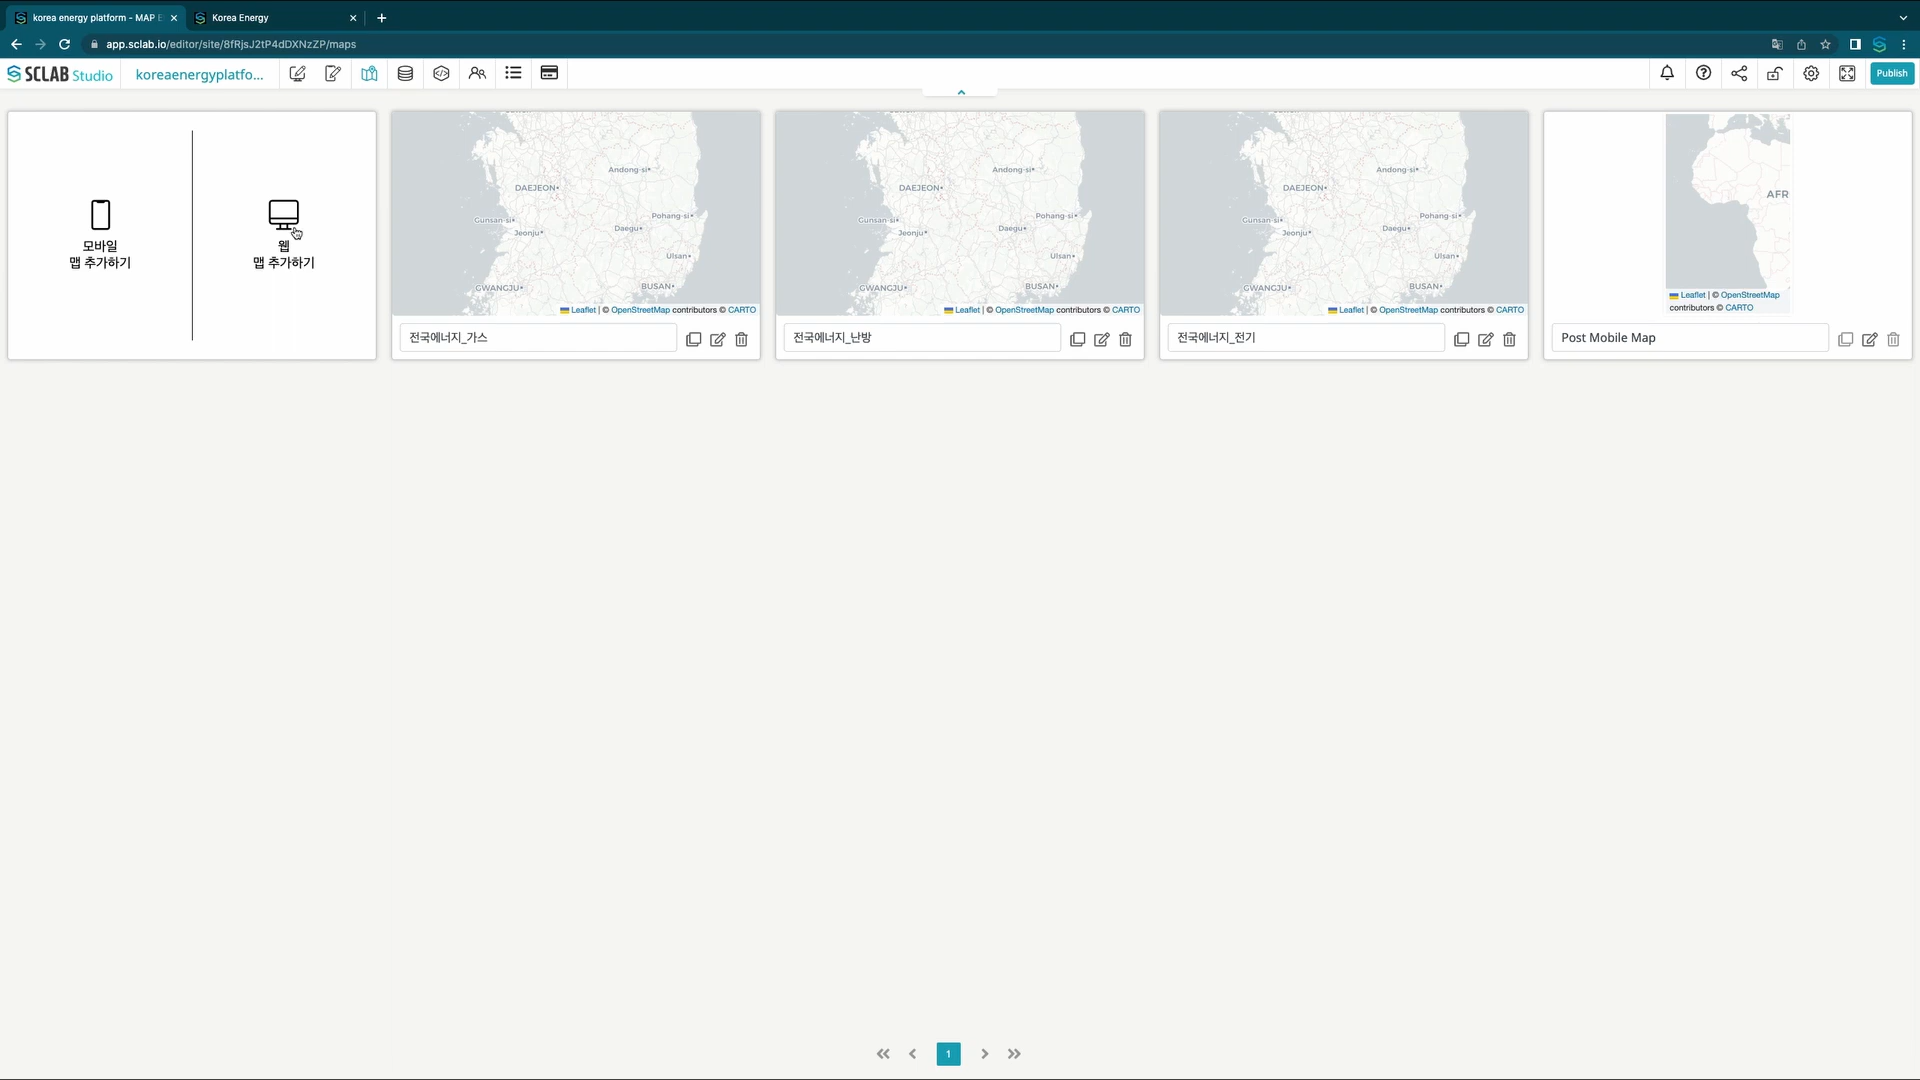 korea energy platform - MAP E
Korea Energy
app.sclab.io/editor/site/8fRjsJ2tP4dDXNzZP/maps
SCLAB Studio
koreaenergyplatfo...
Publish
모바일
맵 추가하기
웹
맵 추가하기
Andong-si
DAEJEON
Pohang-si
Gunsan-si
Daegu
Jeonju
Ulsan
GWANGJU
BUSAN
Leaflet | © OpenStreetMap contributors © CARTO
전국에너지_가스
Andong-si
DAEJEON
Pohang-si
Gunsan-si
Daegu
Jeonju
Ulsan
GWANGJU
BUSAN
Leaflet | © OpenStreetMap contributors © CARTO
전국에너지_난방
Andong-si
DAEJEON
Pohang-si
Gunsan-si
Daegu
Jeonju
Ulsan
GWANGJU
BUSAN
Leaflet | © OpenStreetMap contributors © CARTO
전국에너지_전기
AFR
Leaflet | © OpenStreetMap
contributors © CARTO
Post Mobile Map
1